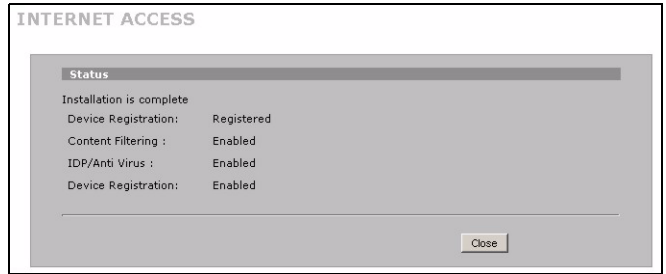 INTERNET ACCESS
Status
Installation is complete
Device Registration: Registered
Content Filtering : Enabled
IDP/Anti Virus : Enabled
Device Registration: Enabled
Close